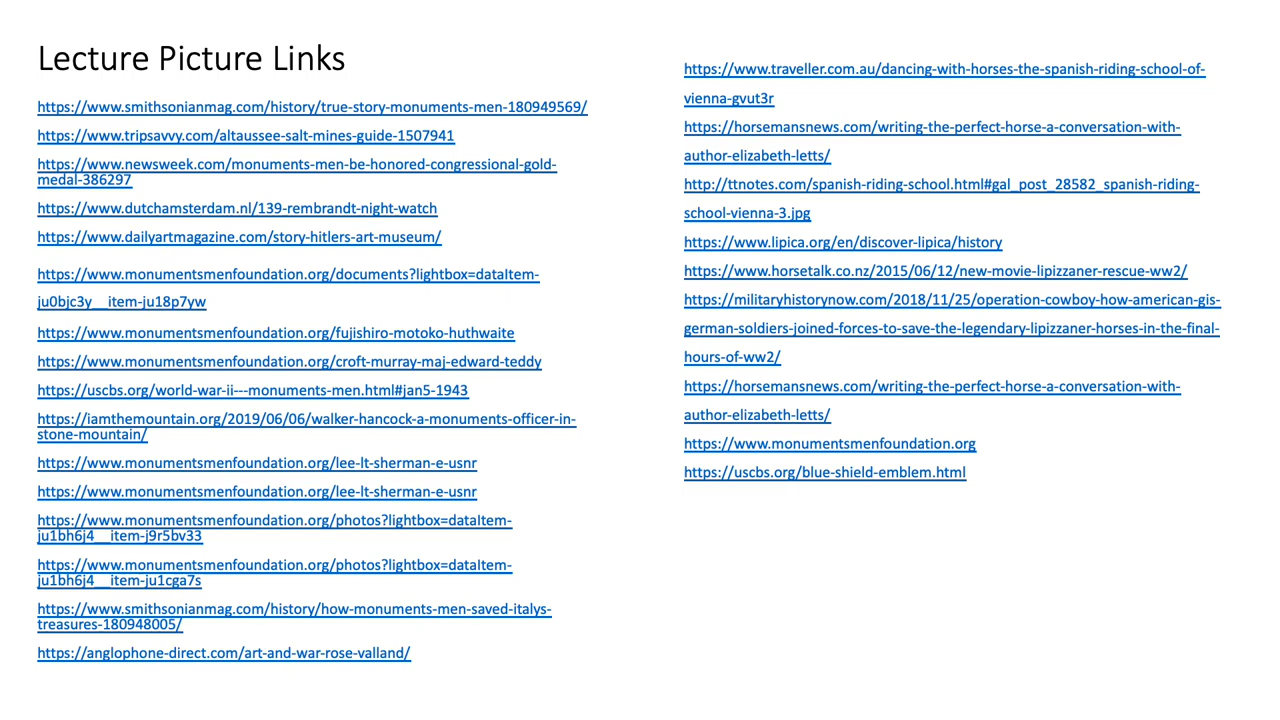 Lecture Picture Links
https://www.smithsonianmag.com/history/true-story-monuments-men-180949569/
https://www.tripsavvy.com/altaussee-salt-mines-guide-1507941
https://www.newsweek.com/monuments-men-be-honored-congressional-gold-
medal-386297
https://www.dutchamsterdam.nl/139-rembrandt-night-watch
https://www.dailyartmagazine.com/story-hitlers-art-museum/
https://www.monumentsmenfoundation.org/documents?lightbox=dataItem-
ju0bjc3y__item-ju18p7yw
https://www.monumentsmenfoundation.org/fujishiro-motoko-huthwaite
https://www.monumentsmenfoundation.org/croft-murray-maj-edward-teddy
https://uscbs.org/world-war-ii---monuments-men.html#jan5-1943
https://iamthemountain.org/2019/06/06/walker-hancock-a-monuments-officer-in-
stone-mountain/
https://www.monumentsmenfoundation.org/lee-lt-sherman-e-usnr
https://www.monumentsmenfoundation.org/lee-lt-sherman-e-usnr
https://www.monumentsmenfoundation.org/photos?lightbox=dataItem-
ju1bh6j4__item-j9r5bv33
https://www.monumentsmenfoundation.org/photos?lightbox=dataItem-
ju1bh6j4__item-ju1cga7s
https://www.smithsonianmag.com/history/how-monuments-men-saved-italys-
treasures-180948005/
https://anglophone-direct.com/art-and-war-rose-valland/
https://www.traveller.com.au/dancing-with-horses-the-spanish-riding-school-of-
vienna-gvut3r
https://horsemansnews.com/writing-the-perfect-horse-a-conversation-with-
author-elizabeth-letts/
http://ttnotes.com/spanish-riding-school.html#gal_post_28582_spanish-riding-
school-vienna-3.jpg
https://www.lipica.org/en/discover-lipica/history
https://www.horsetalk.co.nz/2015/06/12/new-movie-lipizzaner-rescue-ww2/
https://militaryhistorynow.com/2018/11/25/operation-cowboy-how-american-gis-
german-soldiers-joined-forces-to-save-the-legendary-lipizzaner-horses-in-the-final-
hours-of-ww2/
https://horsemansnews.com/writing-the-perfect-horse-a-conversation-with-
author-elizabeth-letts/
https://www.monumentsmenfoundation.org
https://uscbs.org/blue-shield-emblem.html